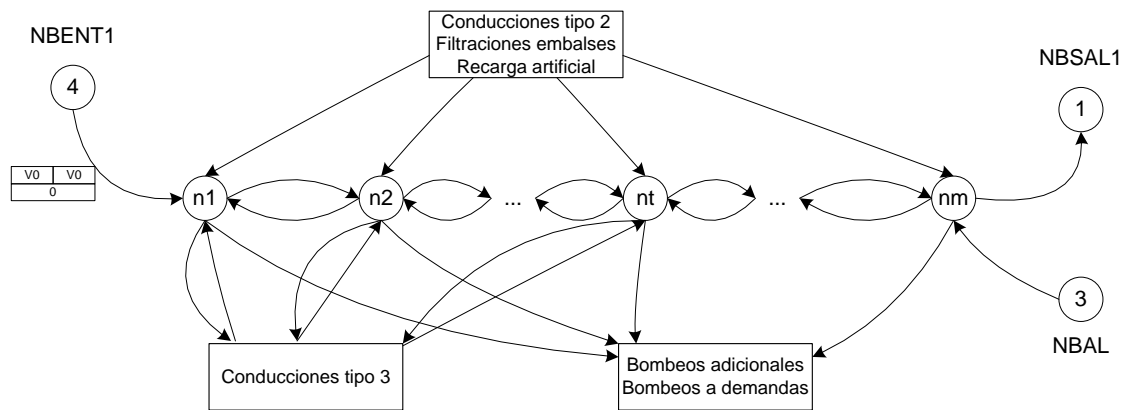 Conducciones tipo 2
Filtraciones embalses
Recarga artificial
NBENT1
NBSAL1
4
1
V0 V0
0
n1
n2
...
nt
...
nm
3
NBAL
Conducciones tipo 3
Bombeos adicionales
Bombeos a demandas